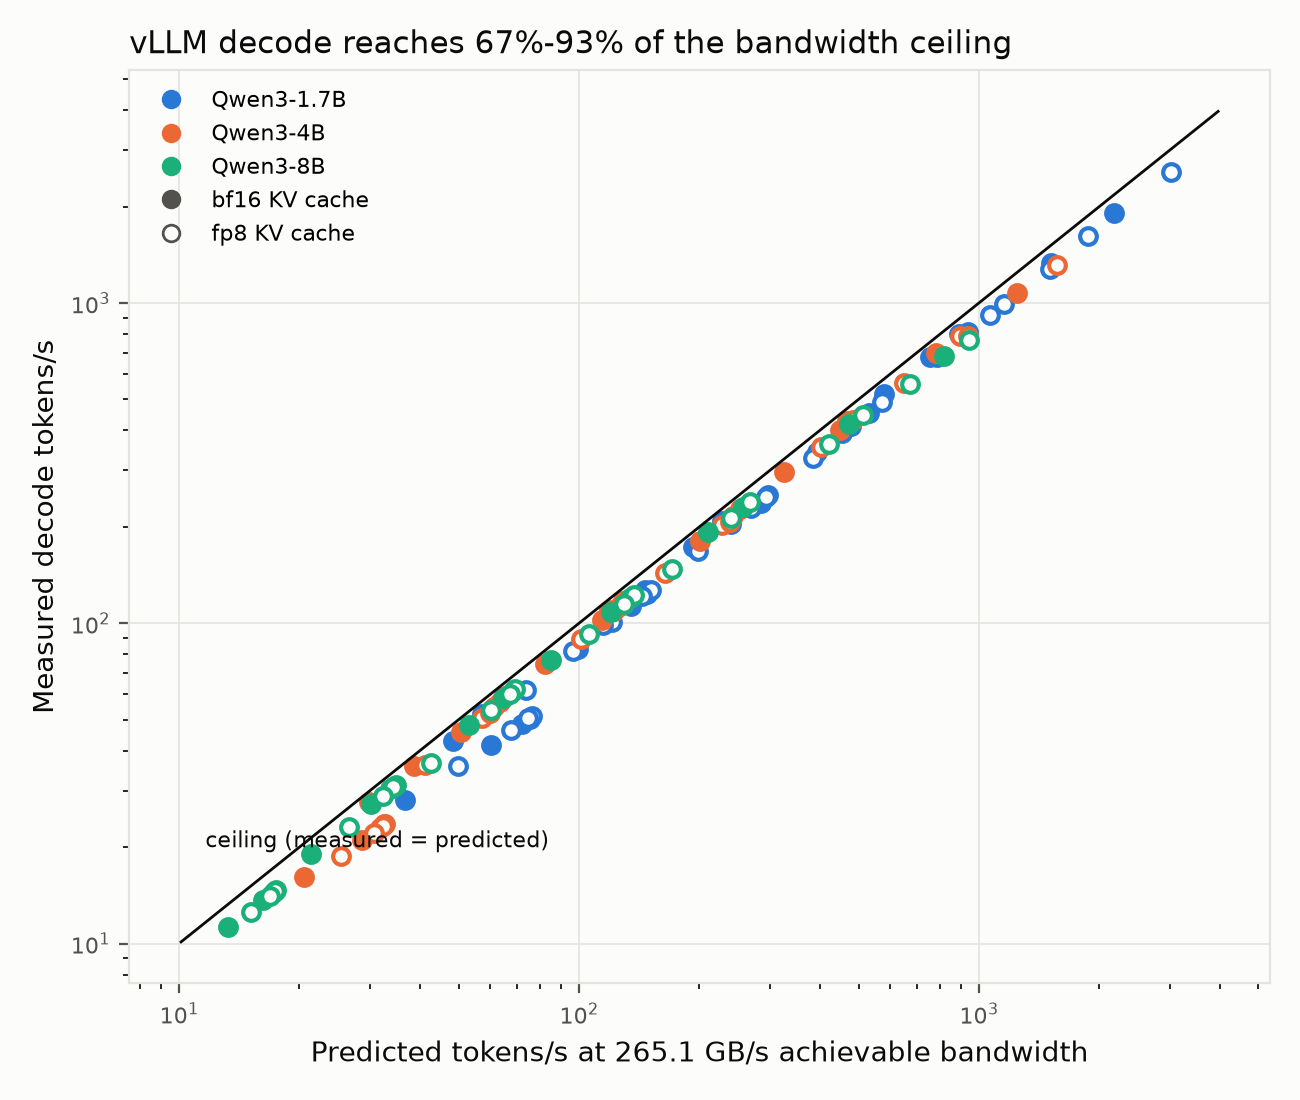 vLLM decode reaches 67%-93% of the bandwidth ceiling
Qwen3-1.7B
Qwen3-4B
Qwen3-8B
bf16 KV cache
fp8 KV cache
Measured decode tokens/s
10³
10²
10¹
ceiling (measured = predicted)
10¹ 10² 10³
Predicted tokens/s at 265.1 GB/s achievable bandwidth